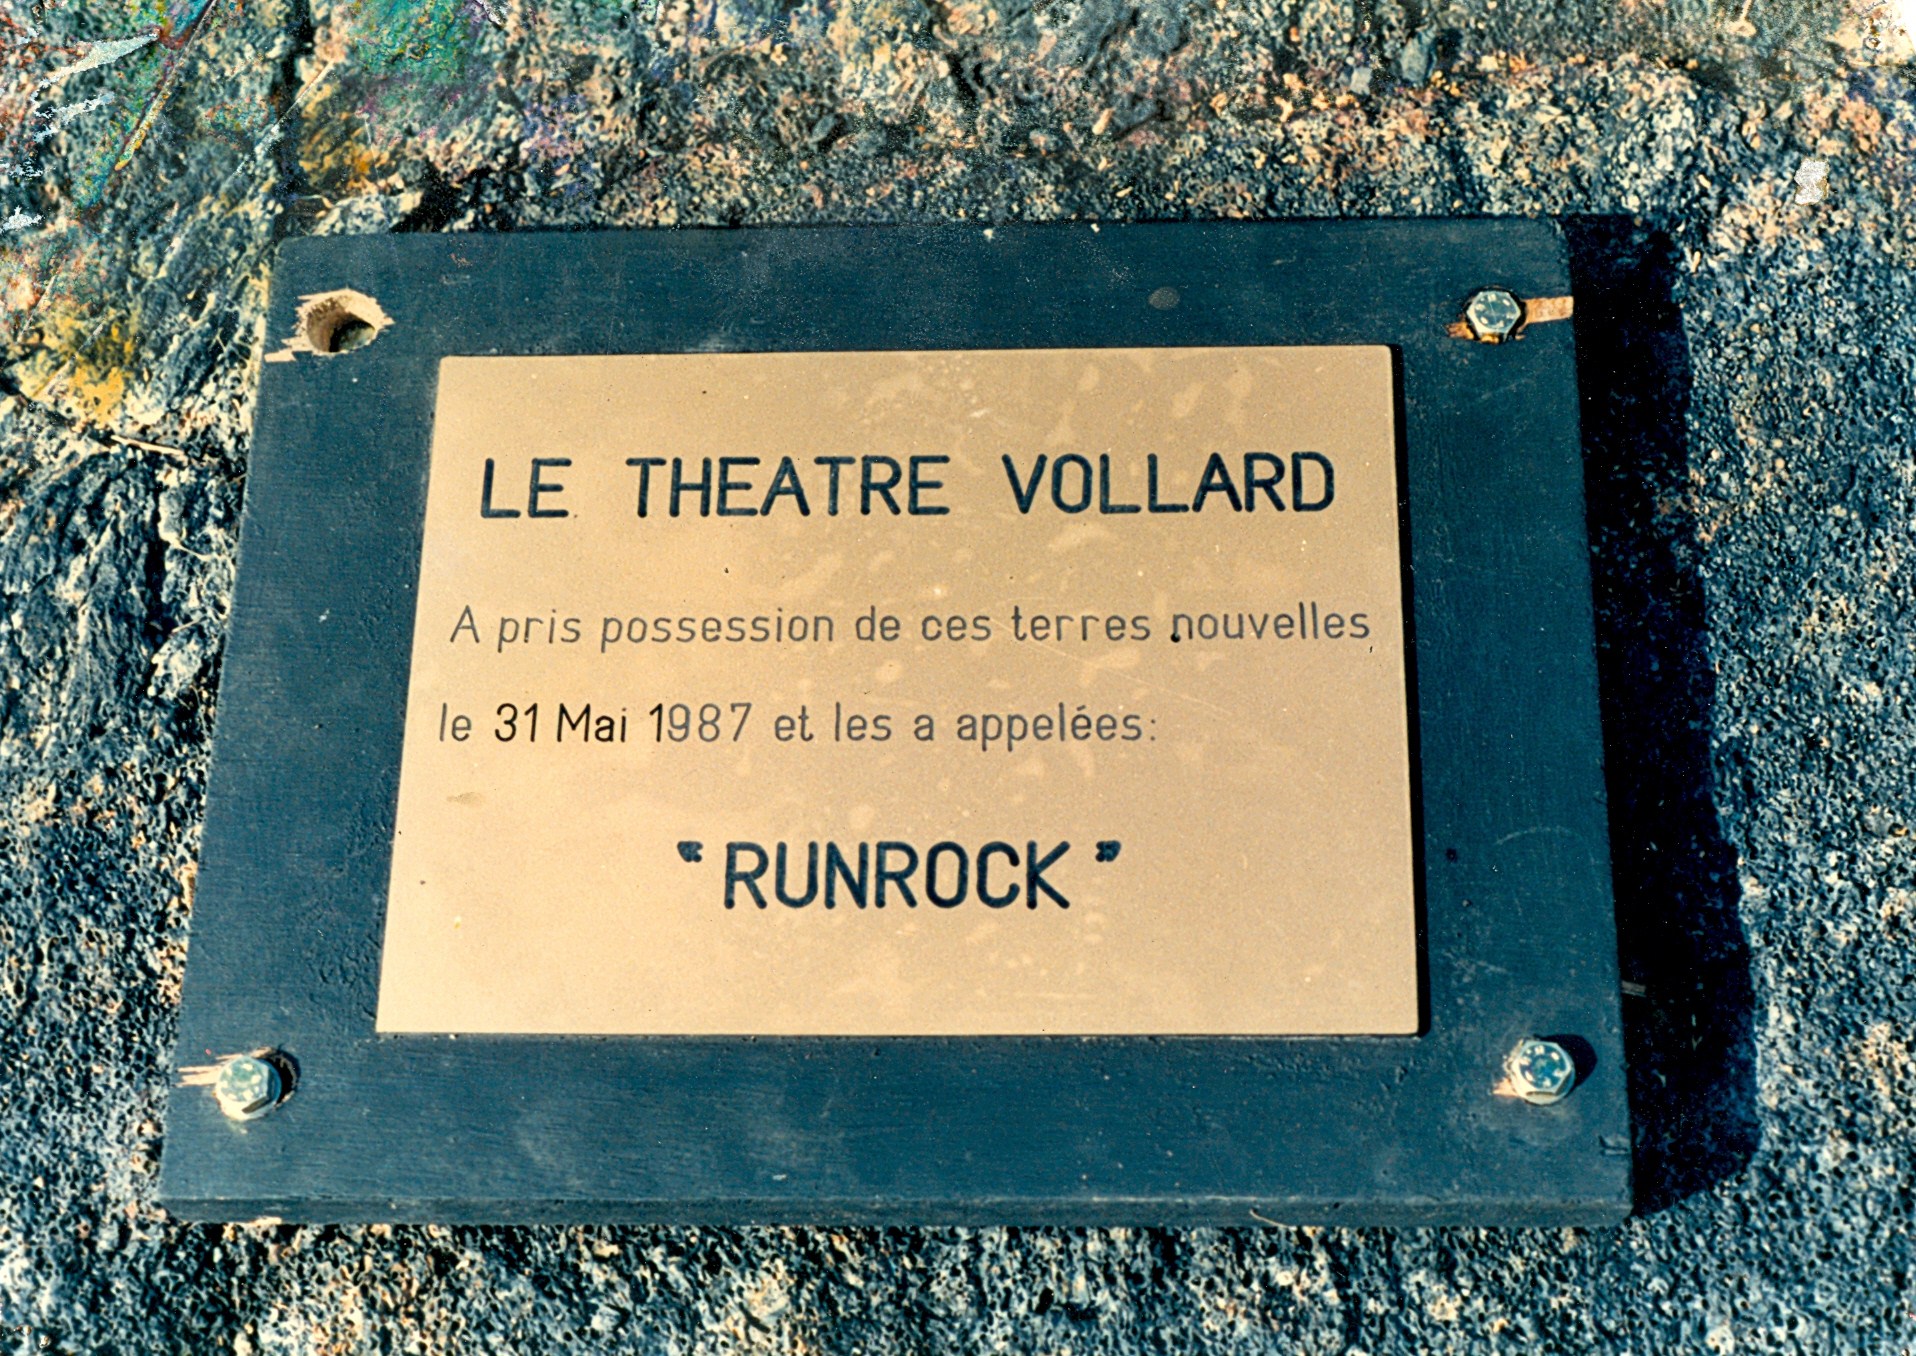 LE THEATRE VOLLARD
A pris possession de ces terres nouvelles
le 31 Mai 1987 et les a appelées:
"RUNROCK"